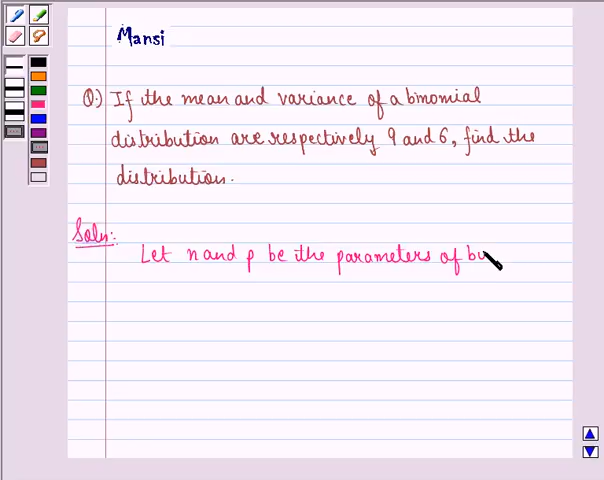 Mansi
Q.) If the mean and variance of a binomial
distribution are respectively 9 and 6, find the
distribution.
Soln:
Let n and p be the parameters of